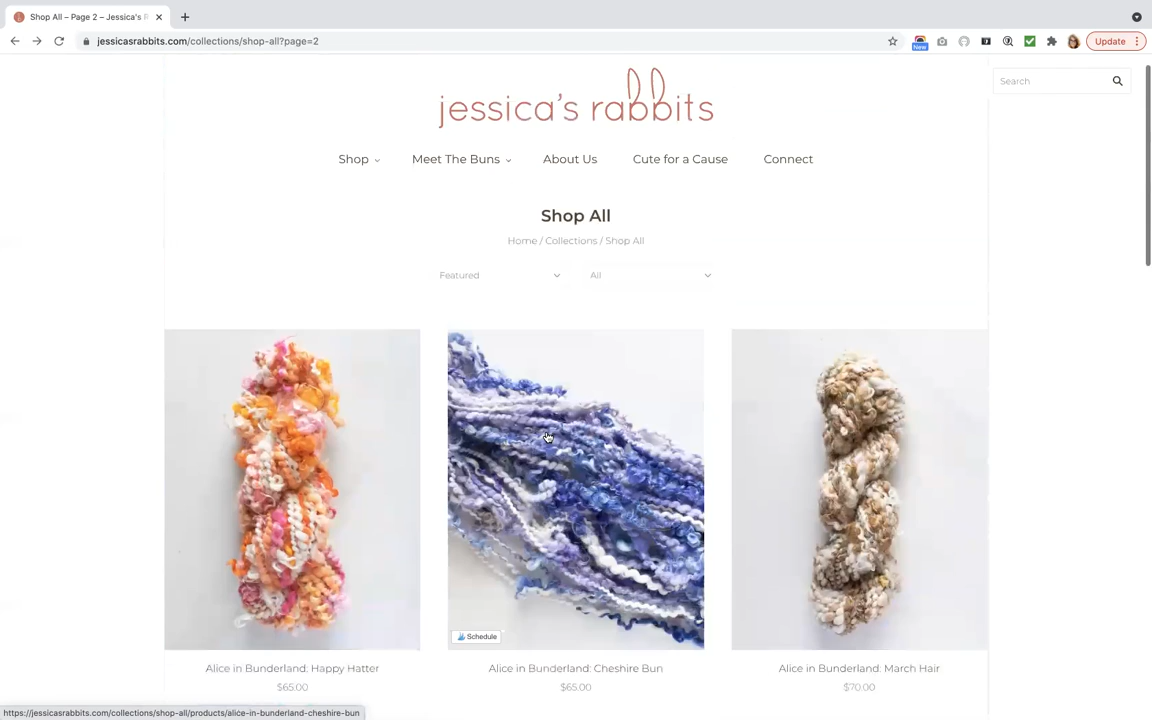 Shop All – Page 2 – Jessica's R
jessicasrabbits.com/collections/shop-all?page=2
New
Update
Search
jessica's rabbits
Shop
Meet The Buns
About Us
Cute for a Cause
Connect
Shop All
Home / Collections / Shop All
Featured
All
Schedule
Alice in Bunderland: Happy Hatter
Alice in Bunderland: Cheshire Bun
Alice in Bunderland: March Hair
$65.00
$65.00
$70.00
https://jessicasrabbits.com/collections/shop-all/products/alice-in-bunderland-cheshire-bun